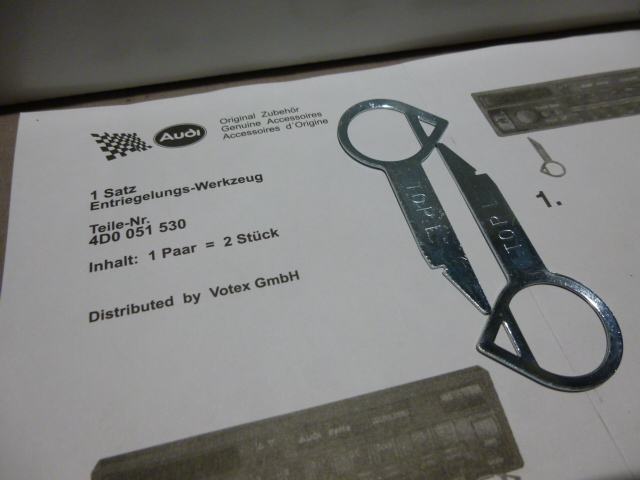 Audi
Original Zubehör
Genuine Accessoires
Accessoires d'Origine
1 Satz
Entriegelungs-Werkzeug
Teile-Nr.
4D0 051 530
Inhalt: 1 Paar = 2 Stück
Distributed by Votex GmbH
TOP
TOP L
1.
Audi